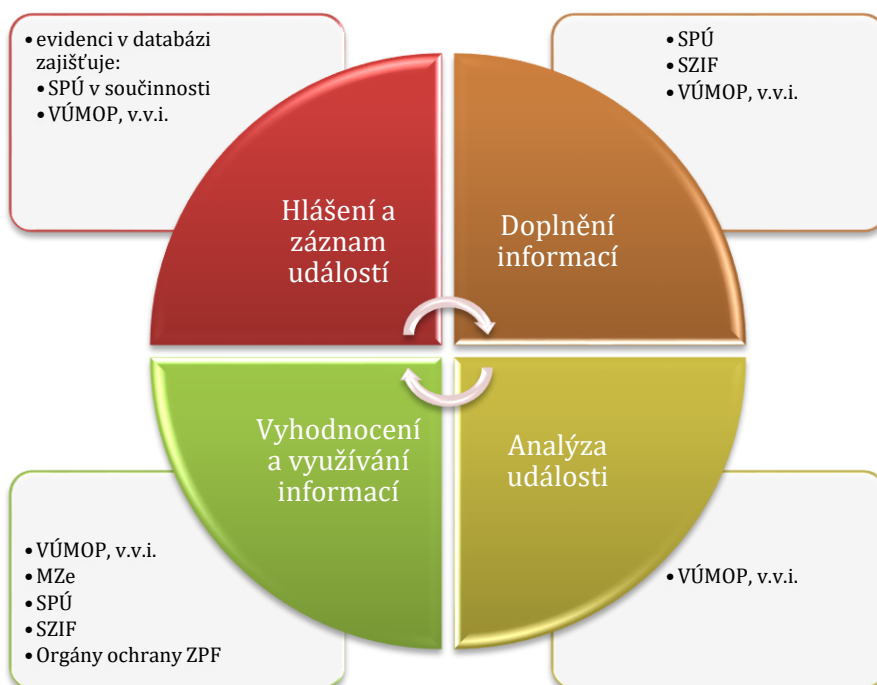 • evidenci v databázi
zajišťuje:
• SPÚ v součinnosti
• VÚMOP, v.v.i.
• SPÚ
• SZIF
• VÚMOP, v.v.i.
Hlášení a
záznam
událostí
Doplnění
informací
Vyhodnocení
a využívání
informací
Analýza
události
• VÚMOP, v.v.i.
• MZe
• SPÚ
• SZIF
• Orgány ochrany ZPF
• VÚMOP, v.v.i.